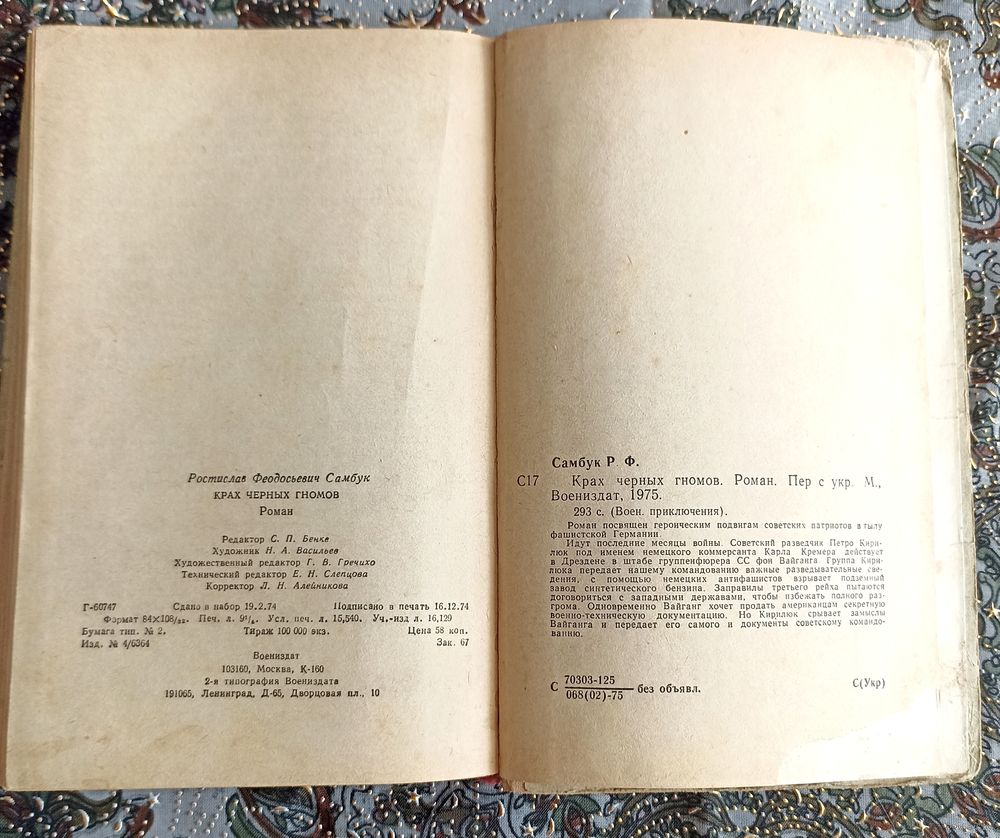 Ростислав Феодосьевич Самбук
КРАХ ЧЕРНЫХ ГНОМОВ
Роман
Редактор С. П. Бенке
Художник Н. А. Васильев
Художественный редактор Г. В. Гречихо
Технический редактор Е. Н. Слепцова
Корректор Л. Н. Алейникова
Г-60747 Сдано в набор 19.2.74 Подписано в печать 16.12.74
Формат 84×108/32. Печ. л. 9¼. Усл. печ. л. 15,540. Уч.-изд л. 16,129
Бумага тип. № 2. Тираж 100 000 экз. Цена 58 коп.
Изд. № 4/6364 Зак. 67
Воениздат
103160, Москва, К-160
2-я типография Воениздата
191065, Ленинград, Д-65, Дворцовая пл., 10
Самбук Р. Ф.
С17 Крах черных гномов. Роман. Пер с укр. М.,
Воениздат, 1975.
293 с. (Воен. приключения).
Роман посвящен героическим подвигам советских патриотов в тылу
фашистской Германии.
Идут последние месяцы войны. Советский разведчик Петро Кири-
люк под именем немецкого коммерсанта Карла Кремера действует
в Дрездене в штабе группенфюрера СС фон Вайганга Группа Кири-
люка передает нашему командованию важные разведывательные све-
дения, с помощью немецких антифашистов взрывает подземный
завод синтетического бензина. Заправилы третьего рейха пытаются
договориться с западными державами, чтобы избежать полного раз-
грома. Одновременно Вайганг хочет продать американцам секретную
военно-техническую документацию. Но Кирилюк срывает замыслы
Вайганга и передает его самого и документы советскому командо-
ванию.
С 70303-125
068(02)-75 без объявл. С(Укр)